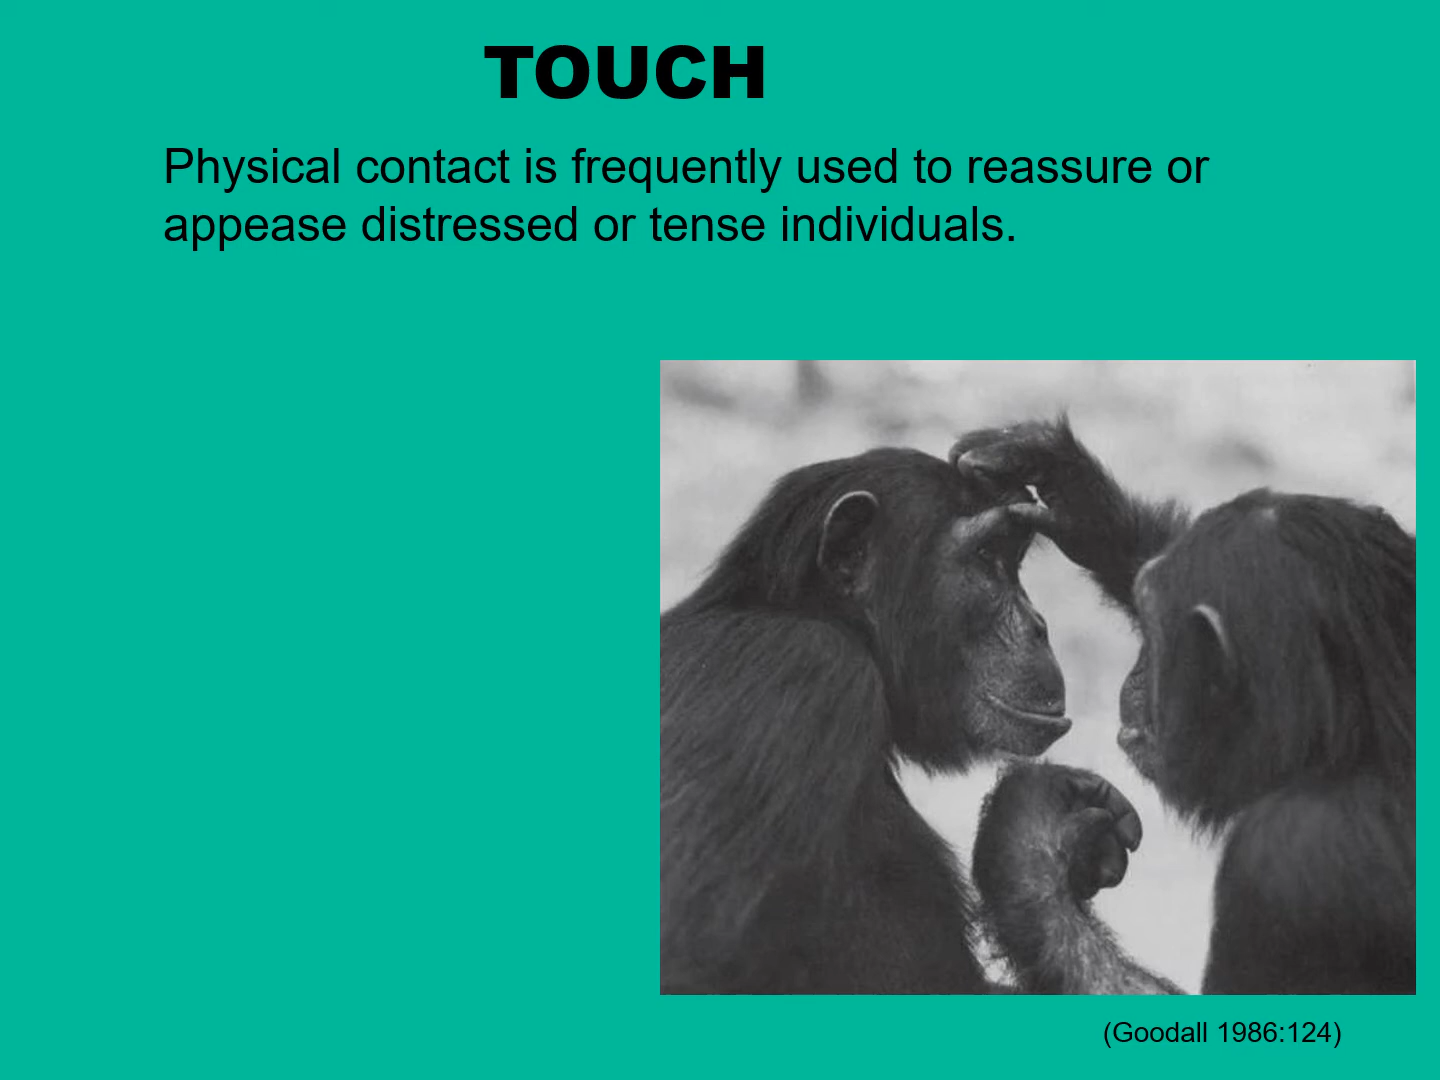 TOUCH
Physical contact is frequently used to reassure or
appease distressed or tense individuals.
(Goodall 1986:124)